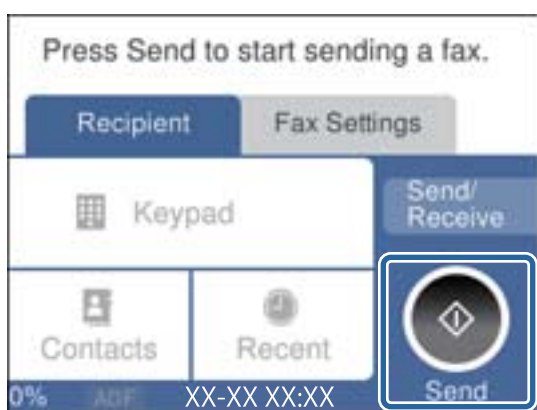 Press Send to start sending a fax.
Recipient
Fax Settings
Keypad
Send/
Receive
Contacts
Recent
Send
0%
ADF
XX-XX XX:XX